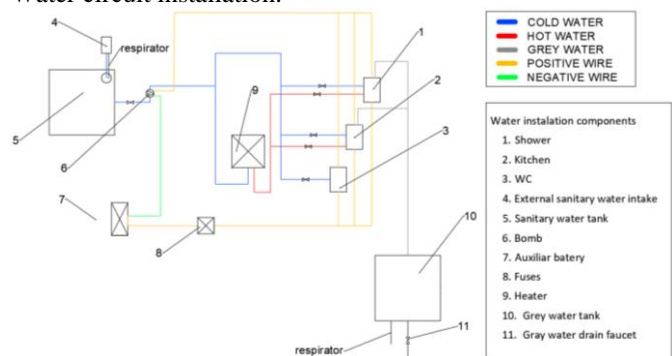 Water circuit installation.
4
respirator
1
2
3
5
6
7
8
9
10
11
respirator
COLD WATER
HOT WATER
GREY WATER
POSITIVE WIRE
NEGATIVE WIRE
Water instalation components
1. Shower
2. Kitchen
3. WC
4. External sanitary water intake
5. Sanitary water tank
6. Bomb
7. Auxiliar batery
8. Fuses
9. Heater
10. Grey water tank
11. Gray water drain faucet